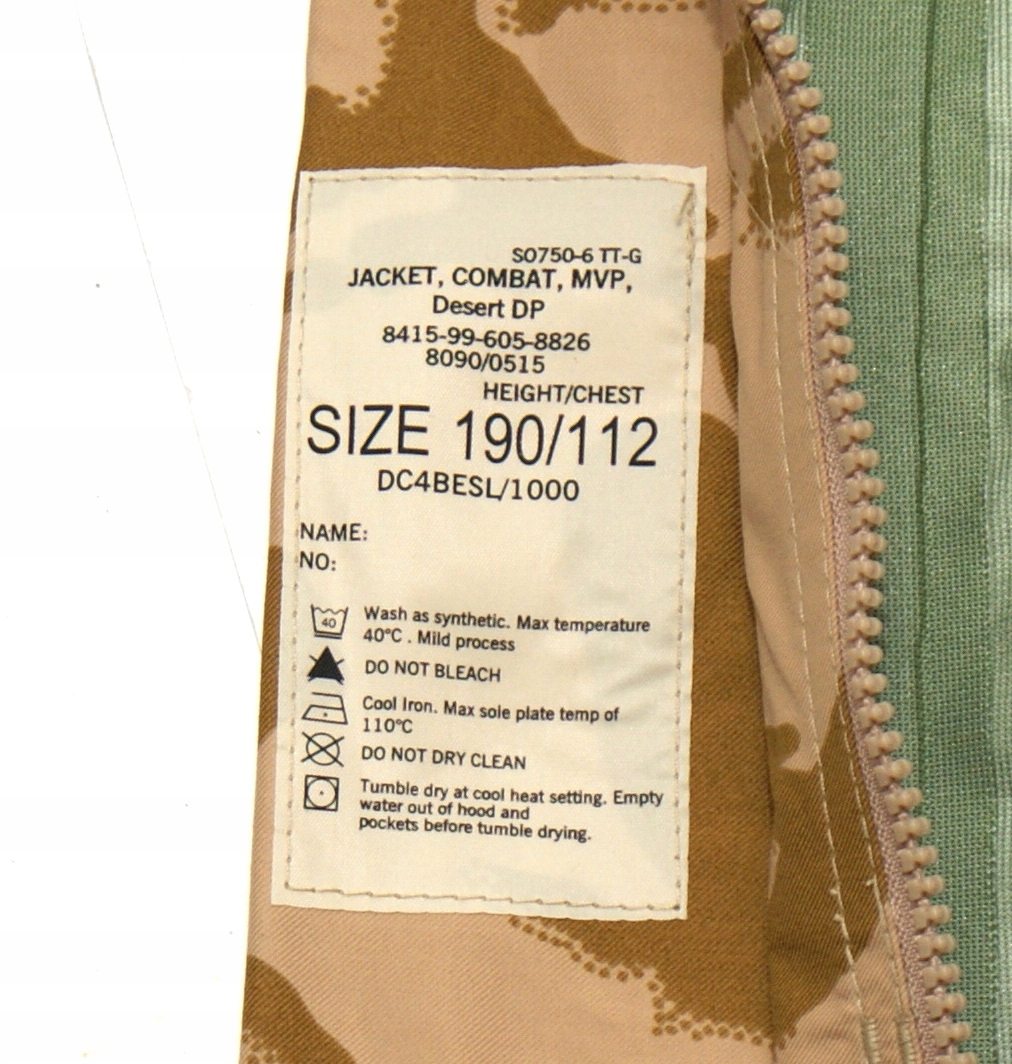 SO750-6 TT-G
JACKET, COMBAT, MVP,
Desert DP
8415-99-605-8826
8090/0515
HEIGHT/CHEST
SIZE 190/112
DC4BESL/1000
NAME:
NO:
40
Wash as synthetic. Max temperature
40°C . Mild process
DO NOT BLEACH
Cool Iron. Max sole plate temp of
110°C
DO NOT DRY CLEAN
Tumble dry at cool heat setting. Empty
water out of hood and
pockets before tumble drying.